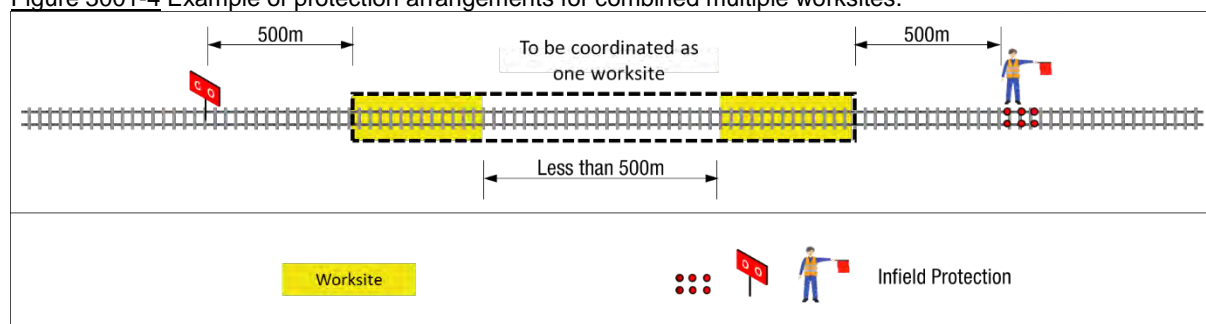 Figure 3001-4 Example of protection arrangements for combined multiple worksites.
500m
To be coordinated as
one worksite
500m
Less than 500m
Worksite
Infield Protection